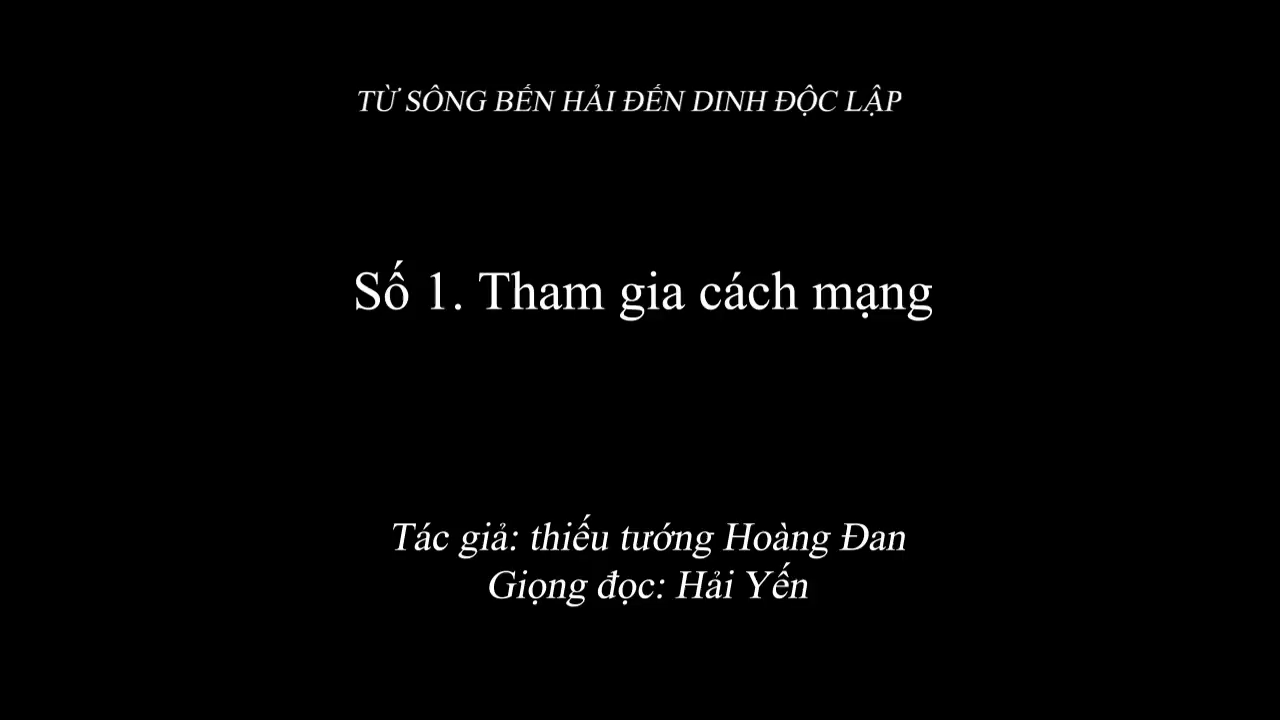 TỪ SÔNG BẾN HẢI ĐẾN DINH ĐỘC LẬP
Số 1. Tham gia cách mạng
Tác giả: thiếu tướng Hoàng Đan
Giọng đọc: Hải Yến